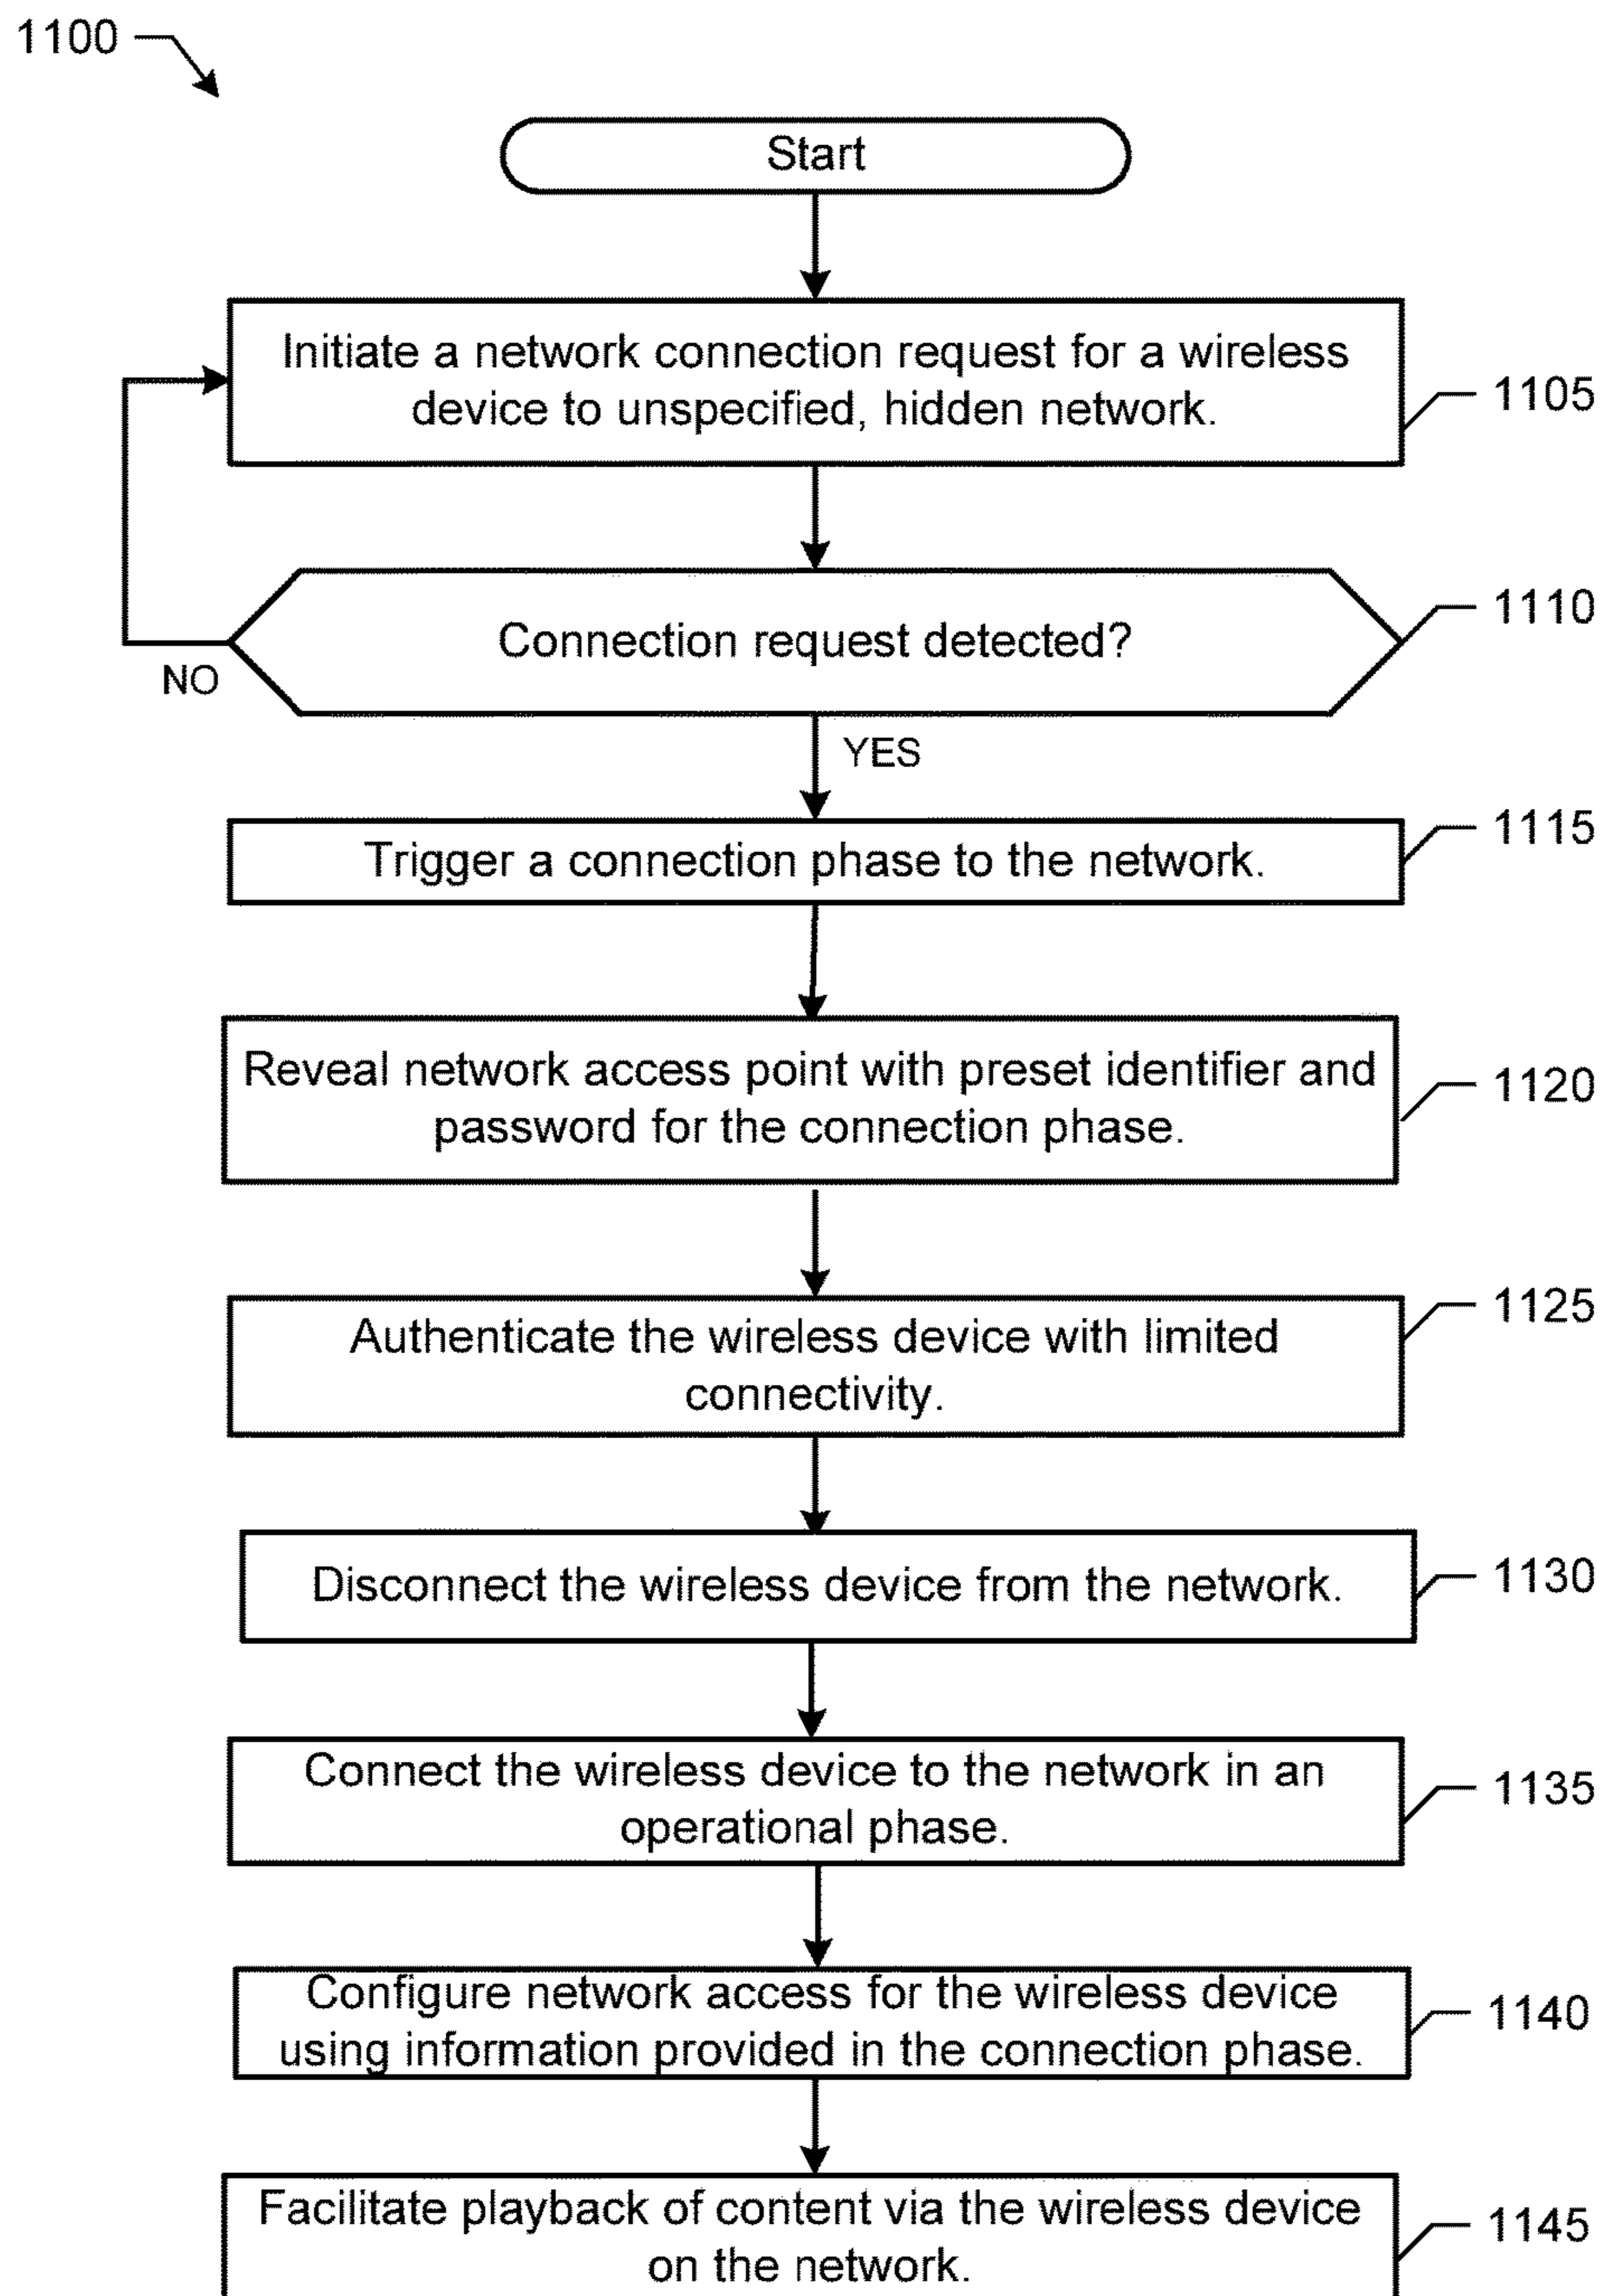 1100
Start
Initiate a network connection request for a wireless
device to unspecified, hidden network.
1105
Connection request detected?
1110
NO
YES
Trigger a connection phase to the network.
1115
Reveal network access point with preset identifier and
password for the connection phase.
1120
Authenticate the wireless device with limited
connectivity.
1125
Disconnect the wireless device from the network.
1130
Connect the wireless device to the network in an
operational phase.
1135
Configure network access for the wireless device
using information provided in the connection phase.
1140
Facilitate playback of content via the wireless device
on the network.
1145